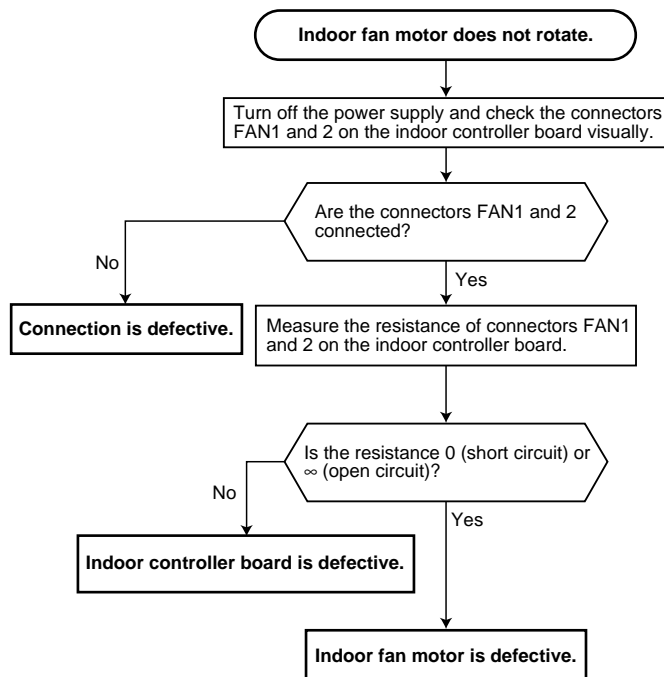 Indoor fan motor does not rotate.
Turn off the power supply and check the connectors
FAN1 and 2 on the indoor controller board visually.
Are the connectors FAN1 and 2
connected?
No
Yes
Connection is defective.
Measure the resistance of connectors FAN1
and 2 on the indoor controller board.
Is the resistance 0 (short circuit) or
∞ (open circuit)?
No
Yes
Indoor controller board is defective.
Indoor fan motor is defective.